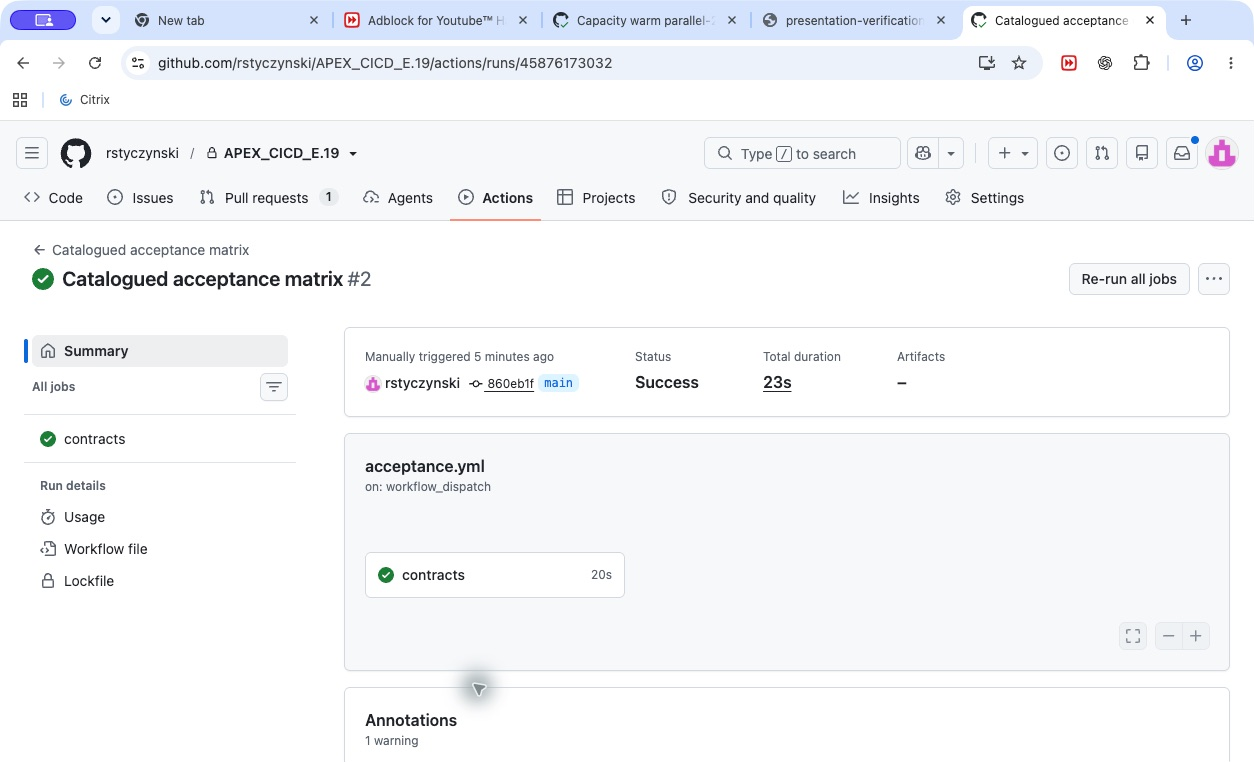 New tab
Adblock for Youtube™ H
Capacity warm parallel-2
presentation-verification
Catalogued acceptance
github.com/rstyczynski/APEX_CICD_E.19/actions/runs/45876173032
Citrix
rstyczynski / APEX_CICD_E.19
Type / to search
Code
Issues
Pull requests 1
Agents
Actions
Projects
Security and quality
Insights
Settings
Catalogued acceptance matrix
Catalogued acceptance matrix #2
Re-run all jobs
Summary
All jobs
contracts
Run details
Usage
Workflow file
Lockfile
Manually triggered 5 minutes ago
rstyczynski 860eb1f main
Status
Success
Total duration
23s
Artifacts
–
acceptance.yml
on: workflow_dispatch
contracts 20s
Annotations
1 warning